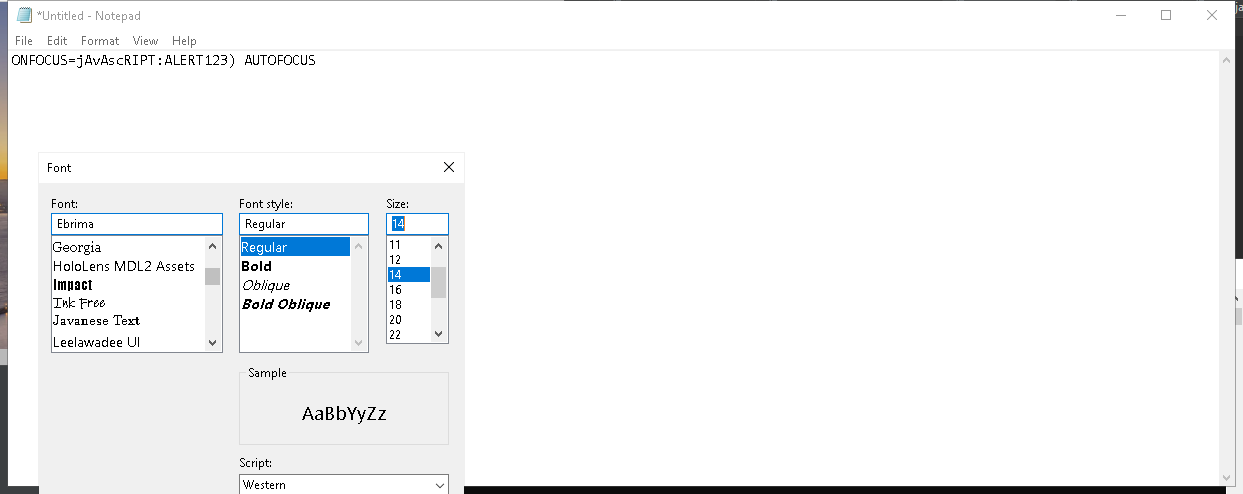 *Untitled - Notepad
File Edit Format View Help
ONFOCUS=jAvAscRIPT:ALERT123) AUTOFOCUS
Font
Font: Font style: Size:
Ebrima Regular 14
Georgia Regular 11
HoloLens MDL2 Assets Bold 12
Impact Oblique 14
Ink Free Bold Oblique 16
Javanese Text 18
Leelawadee UI 20
22
Sample
AaBbYyZz
Script:
Western